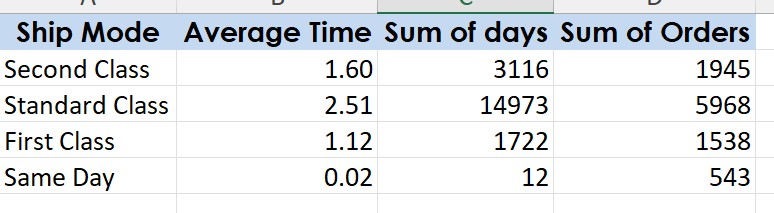 Ship Mode Average Time Sum of days Sum of Orders
Second Class 1.60 3116 1945
Standard Class 2.51 14973 5968
First Class 1.12 1722 1538
Same Day 0.02 12 543